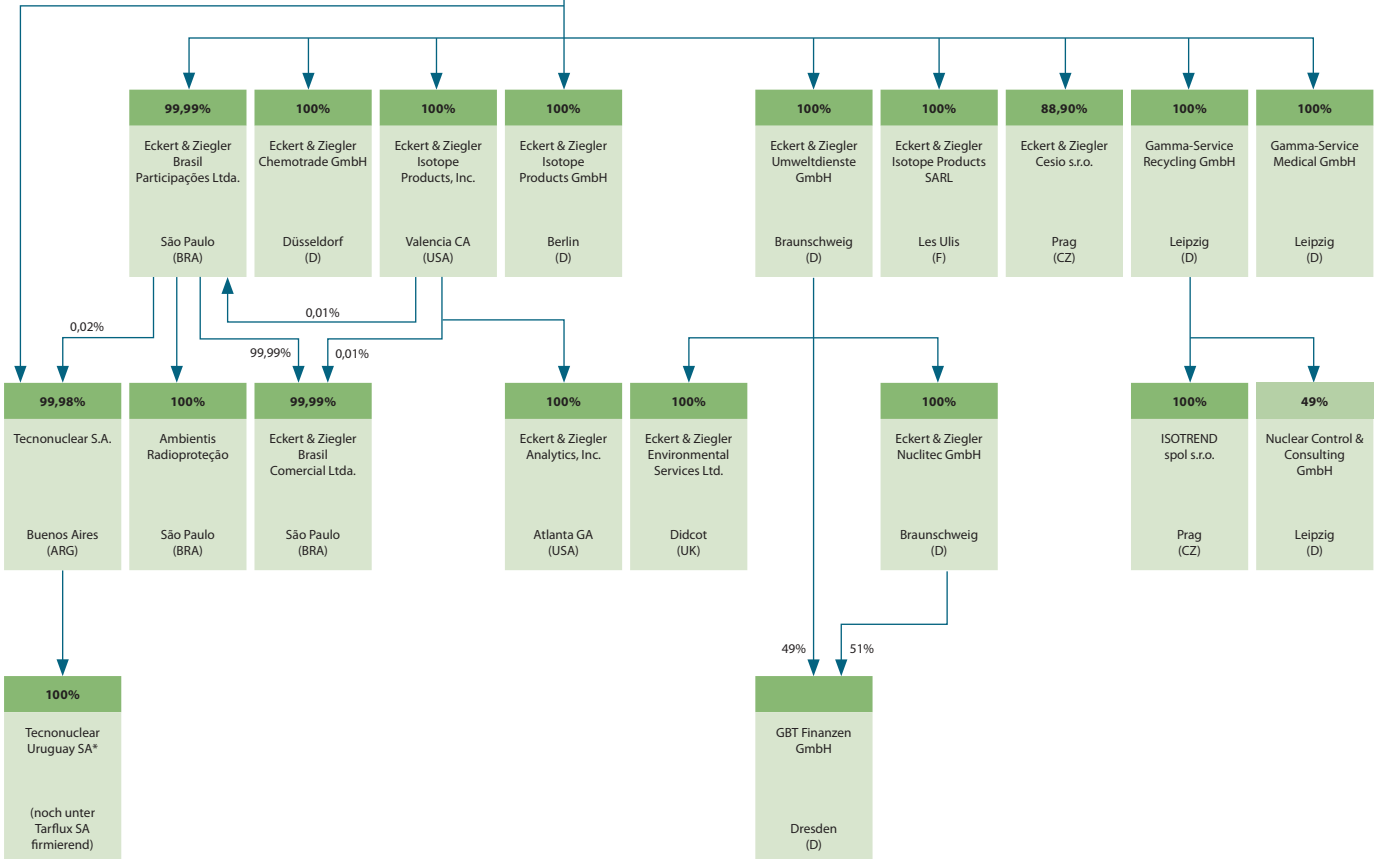 99,99%
Eckert & Ziegler
Brasil
Participações Ltda.
São Paulo
(BRA)
100%
Eckert & Ziegler
Chemotrade GmbH
Düsseldorf
(D)
100%
Eckert & Ziegler
Isotope
Products, Inc.
Valencia CA
(USA)
100%
Eckert & Ziegler
Isotope
Products GmbH
Berlin
(D)
100%
Eckert & Ziegler
Umweltdienste
GmbH
Braunschweig
(D)
100%
Eckert & Ziegler
Isotope Products
SARL
Les Ulis
(F)
88,90%
Eckert & Ziegler
Cesio s.r.o.
Prag
(CZ)
100%
Gamma-Service
Recycling GmbH
Leipzig
(D)
100%
Gamma-Service
Medical GmbH
Leipzig
(D)
0,02%
0,01%
99,99%
0,01%
99,98%
Tecnonuclear S.A.
Buenos Aires
(ARG)
100%
Ambientis
Radioproteção
São Paulo
(BRA)
99,99%
Eckert & Ziegler
Brasil
Comercial Ltda.
São Paulo
(BRA)
100%
Eckert & Ziegler
Analytics, Inc.
Atlanta GA
(USA)
100%
Eckert & Ziegler
Environmental
Services Ltd.
Didcot
(UK)
100%
Eckert & Ziegler
Nuclitec GmbH
Braunschweig
(D)
100%
ISOTREND
spol s.r.o.
Prag
(CZ)
49%
Nuclear Control &
Consulting
GmbH
Leipzig
(D)
49%
51%
100%
Tecnonuclear
Uruguay SA*
(noch unter
Tarflux SA
firmierend)
GBT Finanzen
GmbH
Dresden
(D)